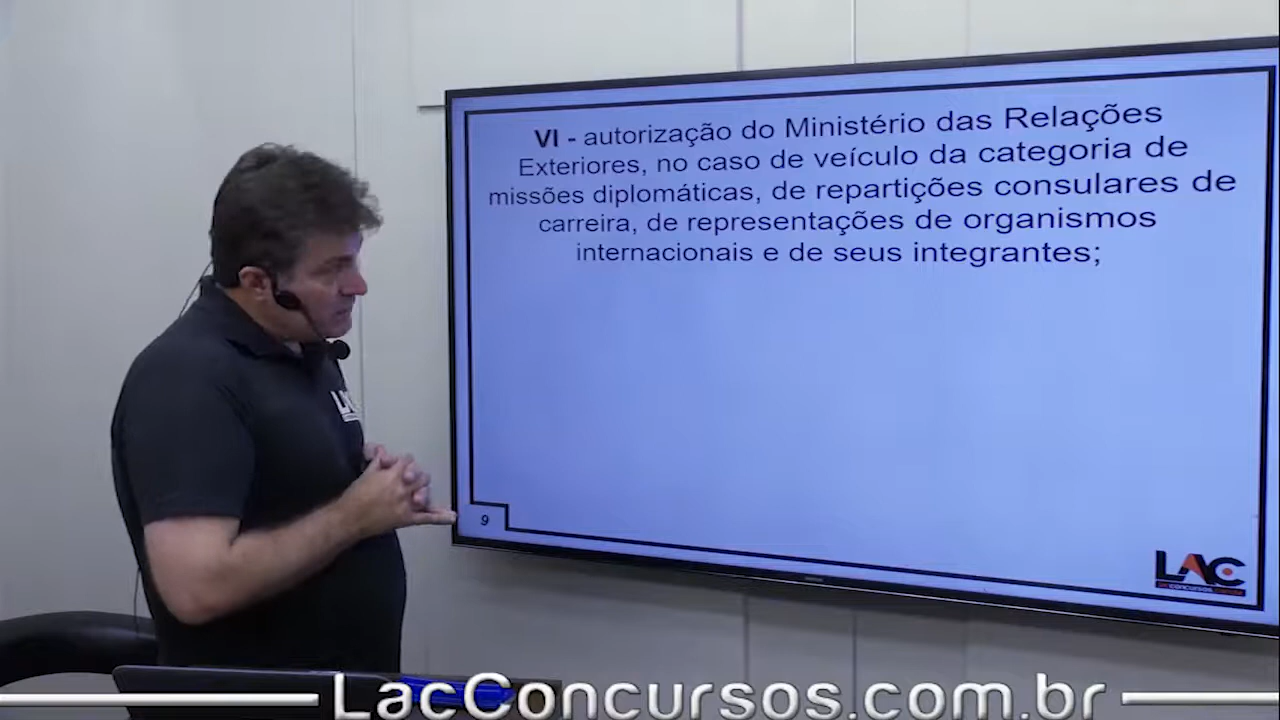 VI - autorização do Ministério das Relações
Exteriores, no caso de veículo da categoria de
missões diplomáticas, de repartições consulares de
carreira, de representações de organismos
internacionais e de seus integrantes;
9
LAC
LacConcursos.com.br